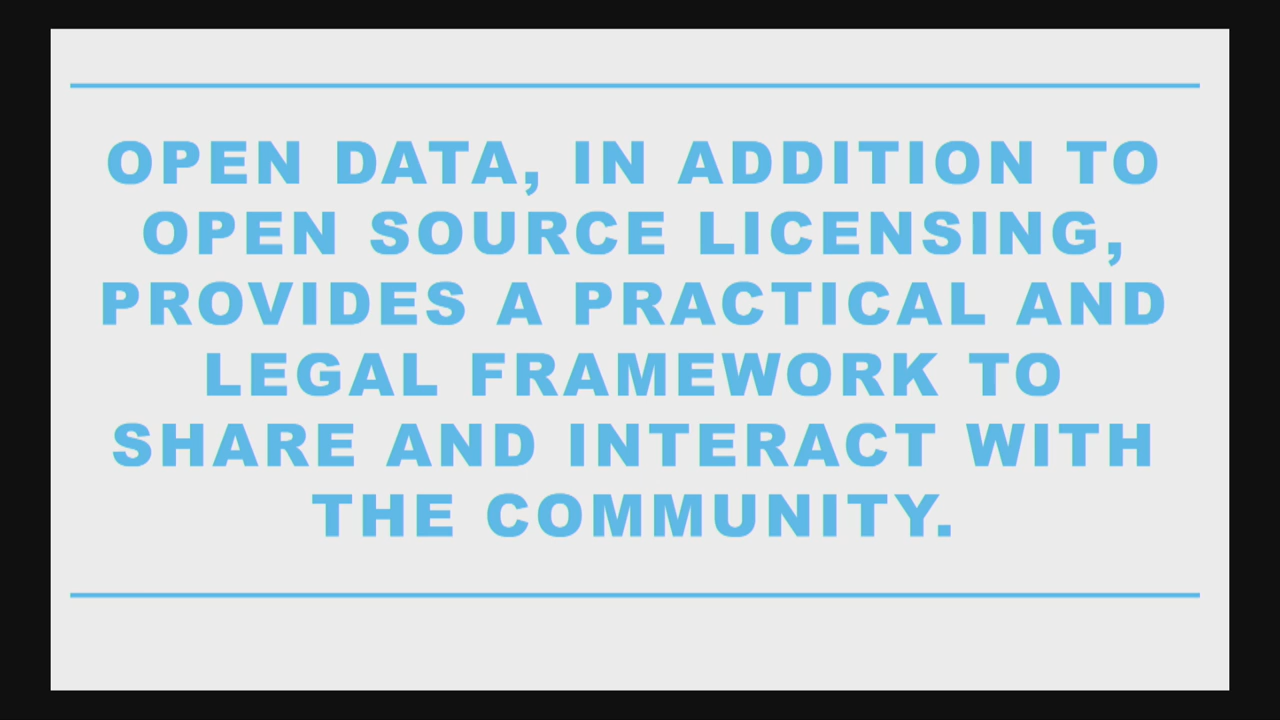 OPEN DATA, IN ADDITION TO
OPEN SOURCE LICENSING,
PROVIDES A PRACTICAL AND
LEGAL FRAMEWORK TO
SHARE AND INTERACT WITH
THE COMMUNITY.